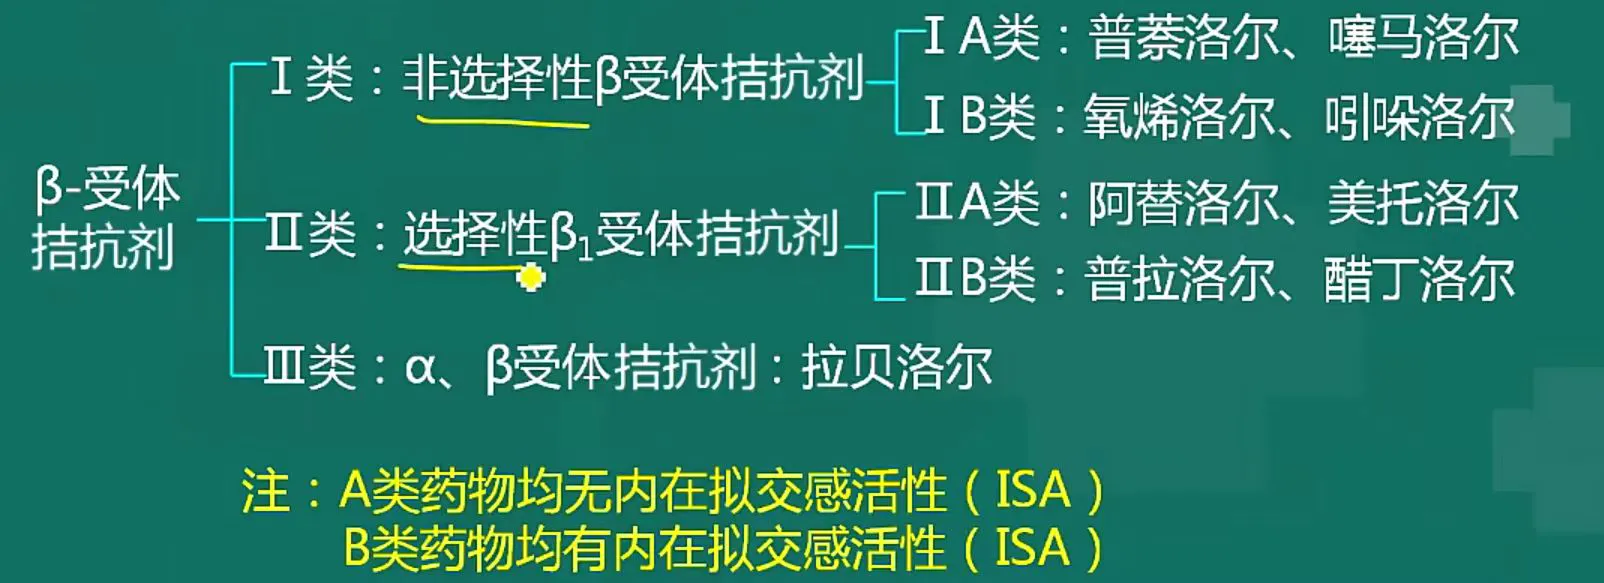 β-受体
拮抗剂
Ⅰ类：非选择性β受体拮抗剂
ⅠA类：普萘洛尔、噻马洛尔
ⅠB类：氧烯洛尔、吲哚洛尔
Ⅱ类：选择性β₁受体拮抗剂
ⅡA类：阿替洛尔、美托洛尔
ⅡB类：普拉洛尔、醋丁洛尔
Ⅲ类：α、β受体拮抗剂：拉贝洛尔
注：A类药物均无内在拟交感活性（ISA）
B类药物均有内在拟交感活性（ISA）